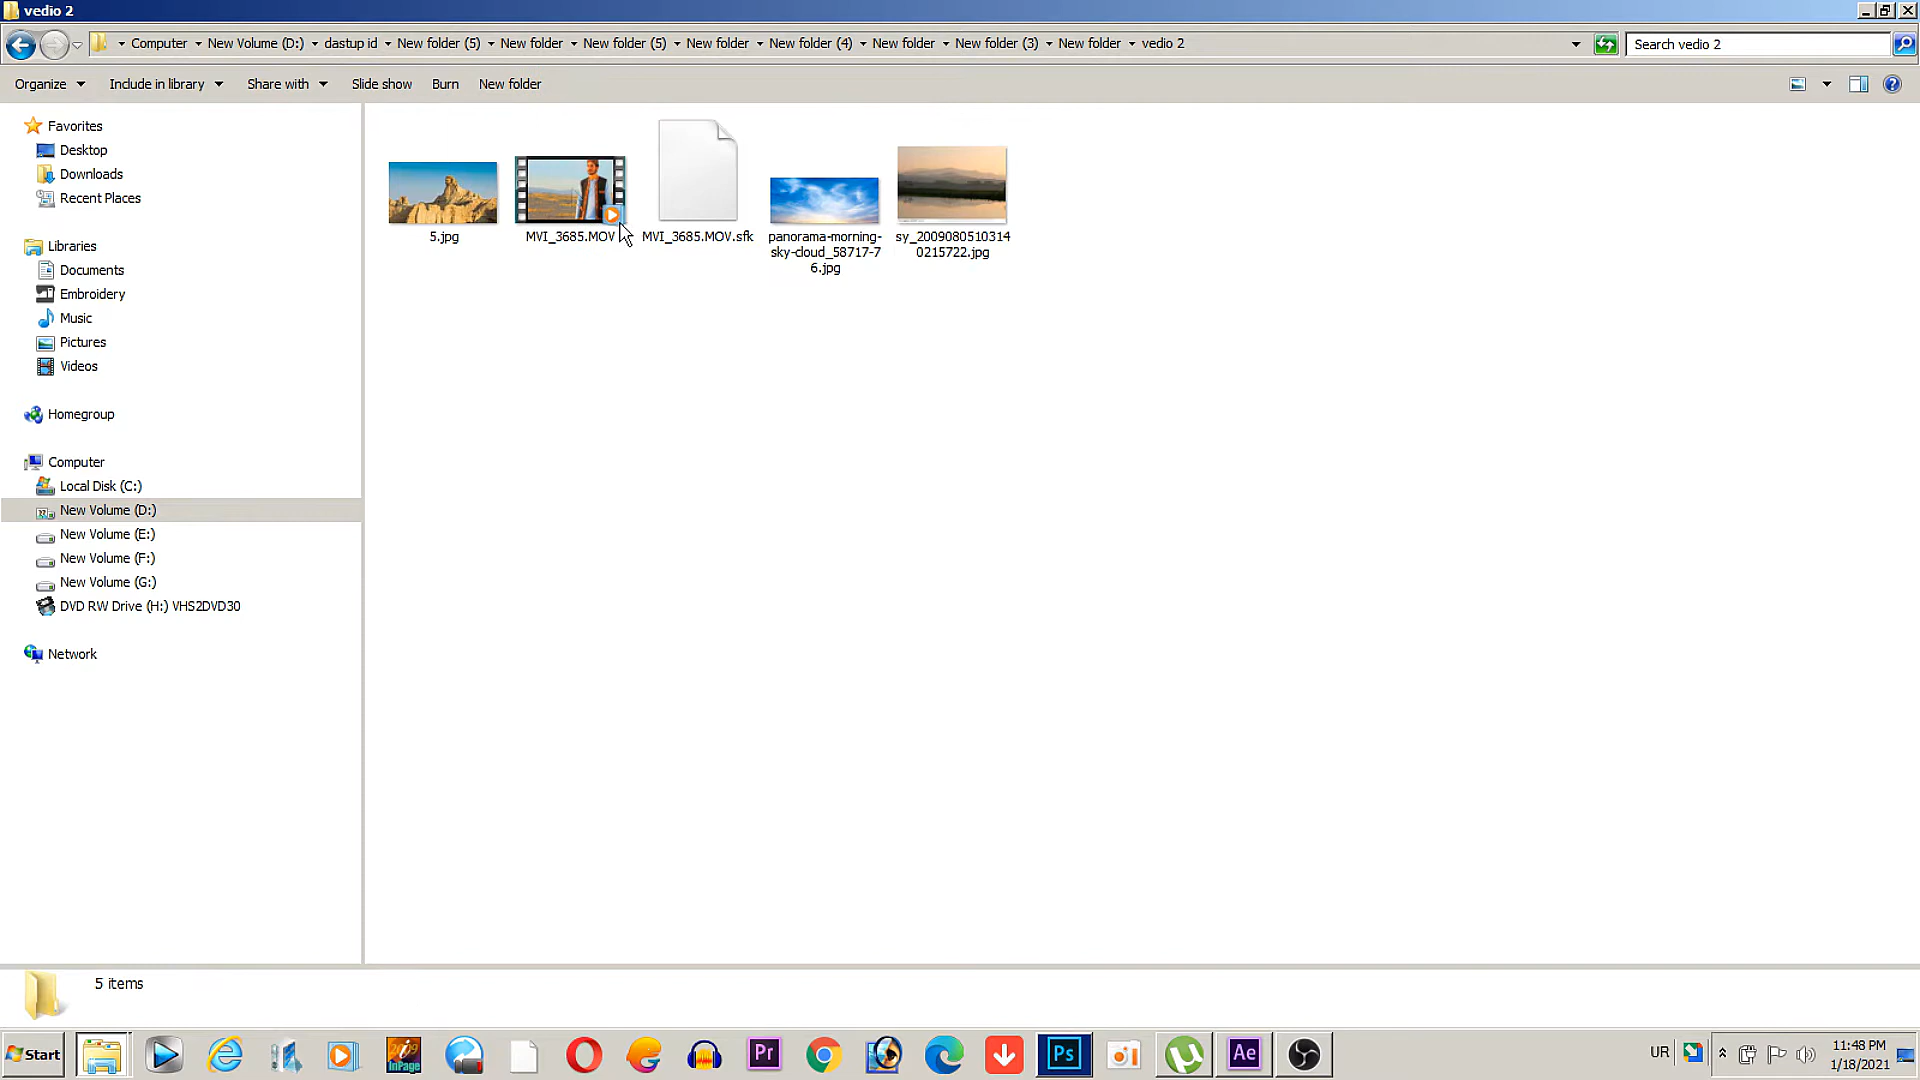 vedio 2
Computer New Volume (D:) dastup id New folder (5) New folder New folder (5) New folder New folder (4) New folder New folder (3) New folder vedio 2
Search vedio 2
Organize Include in library Share with Slide show Burn New folder
Favorites
Desktop
Downloads
Recent Places
Libraries
Documents
Embroidery
Music
Pictures
Videos
Homegroup
Computer
Local Disk (C:)
New Volume (D:)
New Volume (E:)
New Volume (F:)
New Volume (G:)
DVD RW Drive (H:) VHS2DVD30
Network
5.jpg
MVI_3685.MOV
MVI_3685.MOV.sfk
panorama-morning-
sky-cloud_58717-7
6.jpg
sy_2009080510314
0215722.jpg
5 items
Start
InPage
Pr
Ps
Ae
UR
11:48 PM
1/18/2021